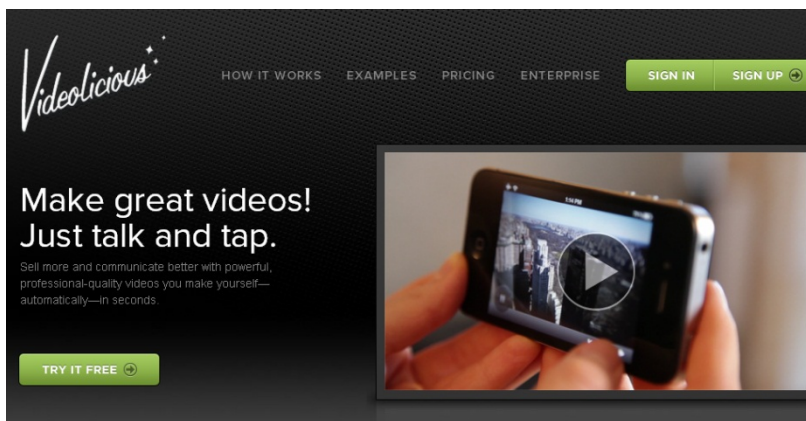 Videolicious
HOW IT WORKS EXAMPLES PRICING ENTERPRISE SIGN IN SIGN UP
Make great videos!
Just talk and tap.
Sell more and communicate better with powerful,
professional-quality videos you make yourself—
automatically—in seconds.
TRY IT FREE